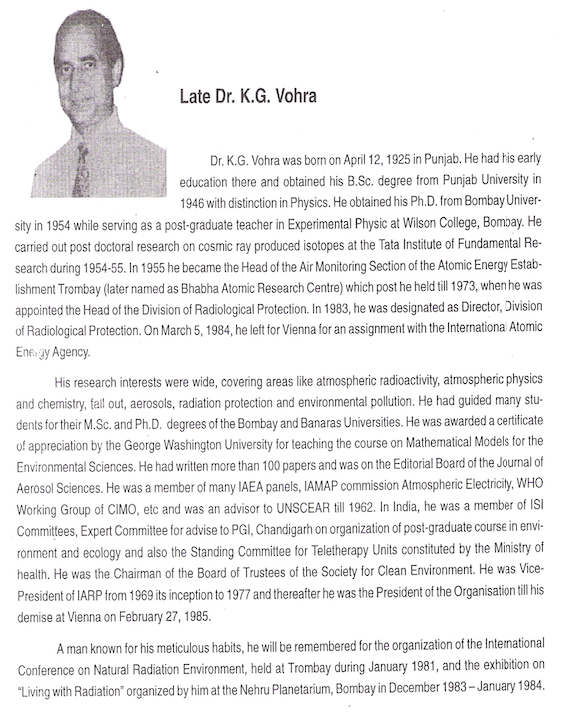 Late Dr. K.G. Vohra
Dr. K.G. Vohra was born on April 12, 1925 in Punjab. He had his early
education there and obtained his B.Sc. degree from Punjab University in
1946 with distinction in Physics. He obtained his Ph.D. from Bombay Univer-
sity in 1954 while serving as a post-graduate teacher in Experimental Physic at Wilson College, Bombay. He
carried out post doctoral research on cosmic ray produced isotopes at the Tata Institute of Fundamental Re-
search during 1954-55. In 1955 he became the Head of the Air Monitoring Section of the Atomic Energy Estab-
lishment Trombay (later named as Bhabha Atomic Research Centre) which post he held till 1973, when he was
appointed the Head of the Division of Radiological Protection. In 1983, he was designated as Director, Division
of Radiological Protection. On March 5, 1984, he left for Vienna for an assignment with the International Atomic
Energy Agency.
His research interests were wide, covering areas like atmospheric radioactivity, atmospheric physics
and chemistry, fall out, aerosols, radiation protection and environmental pollution. He had guided many stu-
dents for their M.Sc. and Ph.D. degrees of the Bombay and Banaras Universities. He was awarded a certificate
of appreciation by the George Washington University for teaching the course on Mathematical Models for the
Environmental Sciences. He had written more than 100 papers and was on the Editorial Board of the Journal of
Aerosol Sciences. He was a member of many IAEA panels, IAMAP commission Atmospheric Electricity, WHO
Working Group of CIMO, etc and was an advisor to UNSCEAR till 1962. In India, he was a member of ISI
Committees, Expert Committee for advise to PGI, Chandigarh on organization of post-graduate course in envi-
ronment and ecology and also the Standing Committee for Teletherapy Units constituted by the Ministry of
health. He was the Chairman of the Board of Trustees of the Society for Clean Environment. He was Vice-
President of IARP from 1969 its inception to 1977 and thereafter he was the President of the Organisation till his
demise at Vienna on February 27, 1985.
A man known for his meticulous habits, he will be remembered for the organization of the International
Conference on Natural Radiation Environment, held at Trombay during January 1981, and the exhibition on
“Living with Radiation” organized by him at the Nehru Planetarium, Bombay in December 1983 – January 1984.